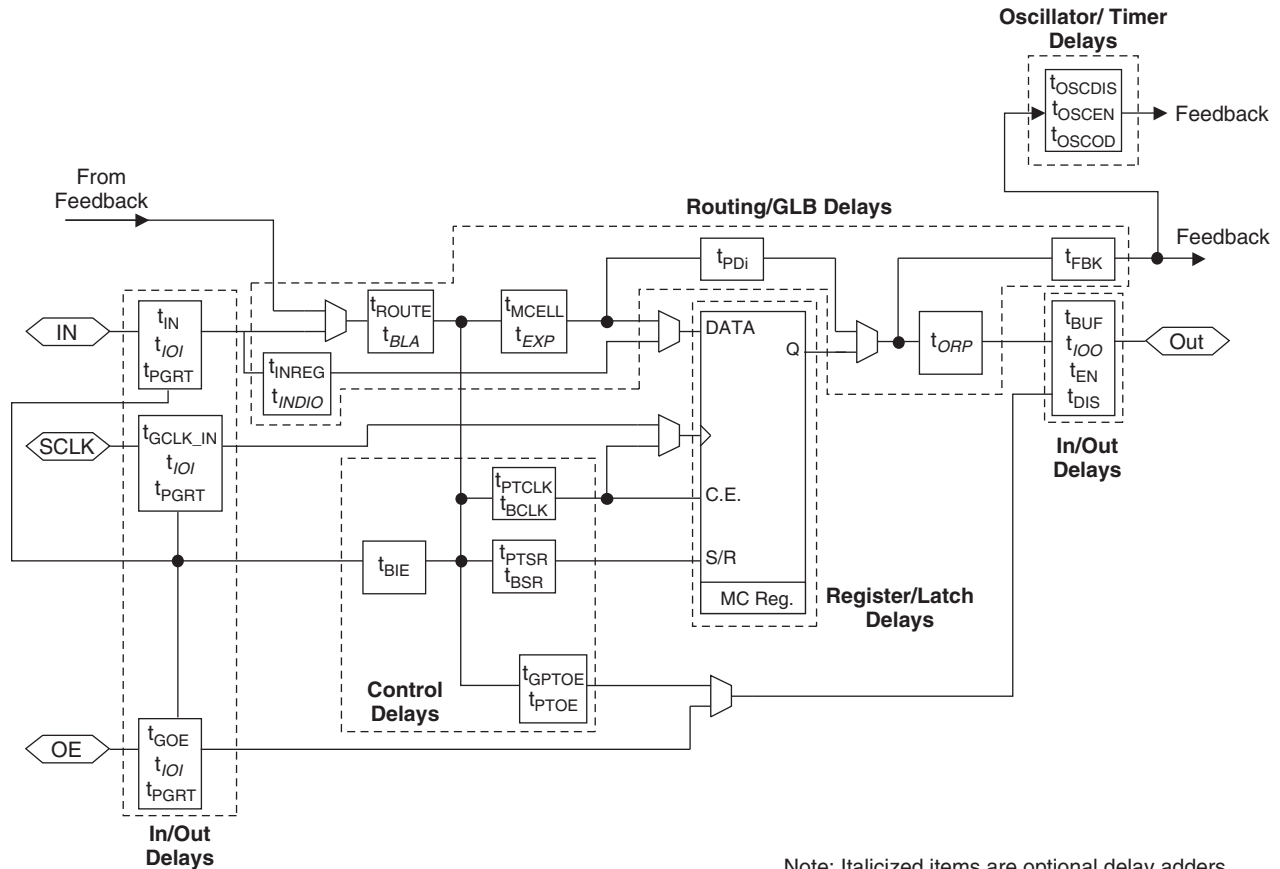 Oscillator/ Timer
Delays
tOSCDIS
tOSCEN
tOSCOD
Feedback
From
Feedback
Routing/GLB Delays
Feedback
tPDi
tFBK
IN
tIN
tIOI
tPGRT
tROUTE
tBLA
tMCELL
tEXP
tINREG
tINDIO
DATA
Q
tORP
tBUF
tIOO
tEN
tDIS
Out
In/Out
Delays
SCLK
tGCLK_IN
tIOI
tPGRT
tPTCLK
tBCLK
C.E.
tBIE
tPTSR
tBSR
S/R
MC Reg.
Register/Latch
Delays
Control
Delays
tGPTOE
tPTOE
OE
tGOE
tIOI
tPGRT
In/Out
Delays
Note: Italicized items are optional delay adders